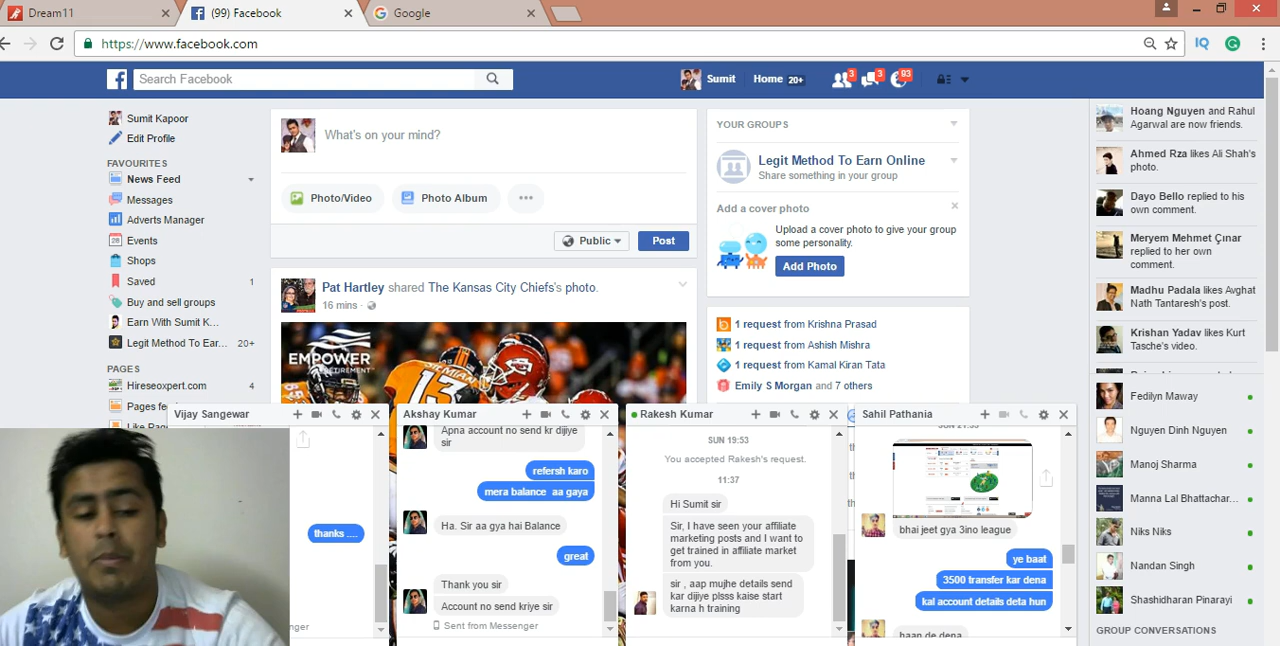 Dream11
(99) Facebook
Google
https://www.facebook.com
IQ
Search Facebook
Sumit
Home 20+
3
3
93
Sumit Kapoor
Edit Profile
FAVOURITES
News Feed
Messages
Adverts Manager
Events
Shops
Saved 1
Buy and sell groups
Earn With Sumit K...
Legit Method To Ear... 20+
PAGES
Hiresexpert.com 4
Pages fe
Like Pag
What's on your mind?
Photo/Video
Photo Album
Public
Post
Pat Hartley shared The Kansas City Chiefs's photo.
16 mins
EMPOWER
RETIREMENT
SIEMIAN
13
YOUR GROUPS
Legit Method To Earn Online
Share something in your group
Add a cover photo
Upload a cover photo to give your group
some personality.
Add Photo
1 request from Krishna Prasad
1 request from Ashish Mishra
1 request from Kamal Kiran Tata
Emily S Morgan and 7 others
Hoang Nguyen and Rahul
Agarwal are now friends.
Ahmed Rza likes Ali Shah's
photo.
Dayo Bello replied to his
own comment.
Meryem Mehmet Çınar
replied to her own
comment.
Madhu Padala likes Avghat
Nath Tantaresh's post.
Krishan Yadav likes Kurt
Tasche's video.
Fedilyn Maway
Nguyen Dinh Nguyen
Manoj Sharma
Manna Lal Bhattachar...
Niks Niks
Nandan Singh
Shashidharan Pinarayi
GROUP CONVERSATIONS
Vijay Sangewar
thanks ....
nger
Akshay Kumar
Apna account no send kr dijiye
sir
refersh karo
mera balance aa gaya
Ha. Sir aa gya hai Balance
great
Thank you sir
Account no send kriye sir
Sent from Messenger
Rakesh Kumar
SUN 19:53
You accepted Rakesh's request.
11:37
Hi Sumit sir
Sir, I have seen your affiliate
marketing posts and I want to
get trained in affiliate market
from you.
sir , aap mujhe details send
kar dijiye plsss kaise start
karna h training
Sahil Pathania
bhai jeet gya 3ino league
ye baat
3500 transfer kar dena
kal account details deta hun
haan de dena